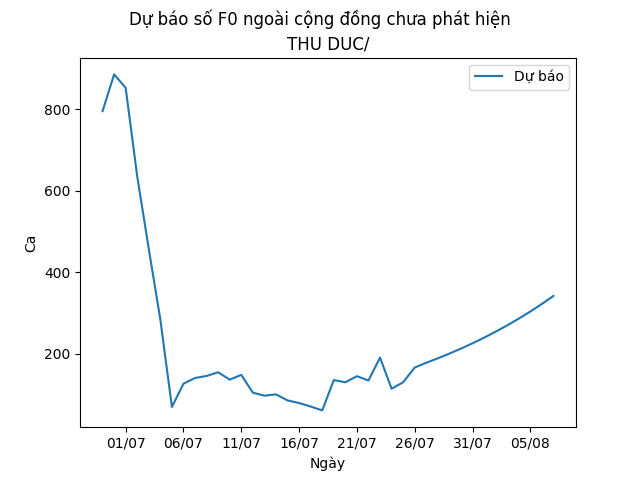 Dự báo số F0 ngoài cộng đồng chưa phát hiện
THU DUC/
Dự báo
Ca
800
600
400
200
01/07 06/07 11/07 16/07 21/07 26/07 31/07 05/08
Ngày